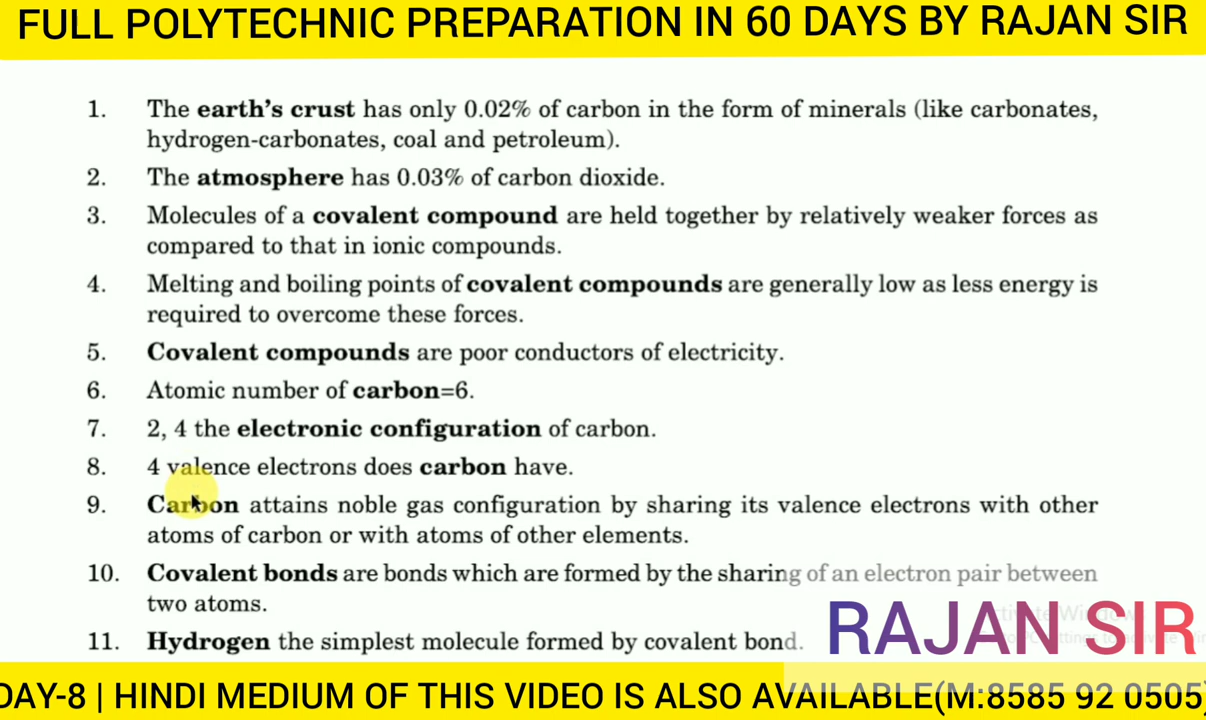 FULL POLYTECHNIC PREPARATION IN 60 DAYS BY RAJAN SIR
1. The earth's crust has only 0.02% of carbon in the form of minerals (like carbonates,
hydrogen-carbonates, coal and petroleum).
2. The atmosphere has 0.03% of carbon dioxide.
3. Molecules of a covalent compound are held together by relatively weaker forces as
compared to that in ionic compounds.
4. Melting and boiling points of covalent compounds are generally low as less energy is
required to overcome these forces.
5. Covalent compounds are poor conductors of electricity.
6. Atomic number of carbon=6.
7. 2, 4 the electronic configuration of carbon.
8. 4 valence electrons does carbon have.
9. Carbon attains noble gas configuration by sharing its valence electrons with other
atoms of carbon or with atoms of other elements.
10. Covalent bonds are bonds which are formed by the sharing of an electron pair between
two atoms.
11. Hydrogen the simplest molecule formed by covalent bond.
RAJAN SIR
DAY-8 | HINDI MEDIUM OF THIS VIDEO IS ALSO AVAILABLE(M:8585 92 0505)